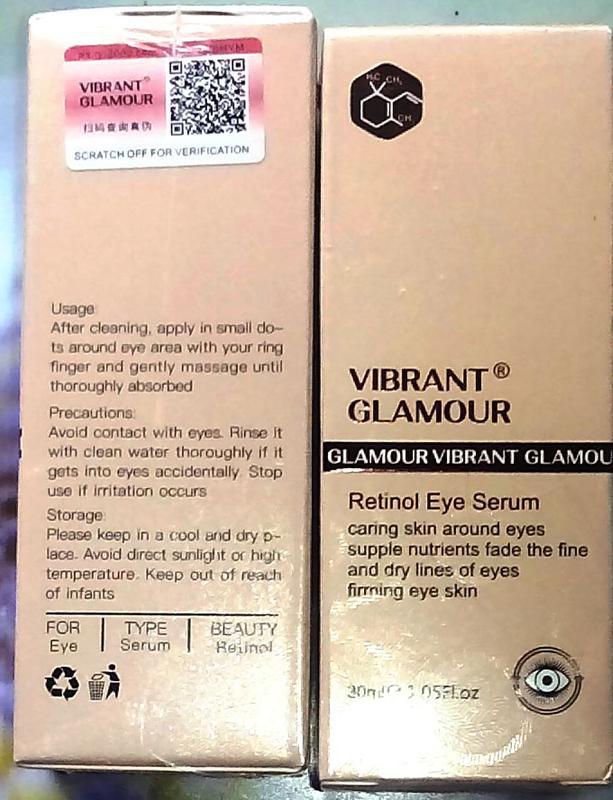 VIBRANT®
GLAMOUR
扫码查询真伪
SCRATCH OFF FOR VERIFICATION
Usage:
After cleaning, apply in small do-
ts around eye area with your ring
finger and gently massage until
thoroughly absorbed
Precautions:
Avoid contact with eyes. Rinse it
with clean water thoroughly if it
gets into eyes accidentally. Stop
use if irritation occurs
Storage:
Please keep in a cool and dry p-
lace. Avoid direct sunlight or high
temperature. Keep out of reach
of infants
FOR TYPE BEAUTY
Eye Serum Retinol
H₃C CH₃
CH₃
VIBRANT®
GLAMOUR
GLAMOUR VIBRANT GLAMOU
Retinol Eye Serum
caring skin around eyes
supple nutrients fade the fine
and dry lines of eyes
firming eye skin